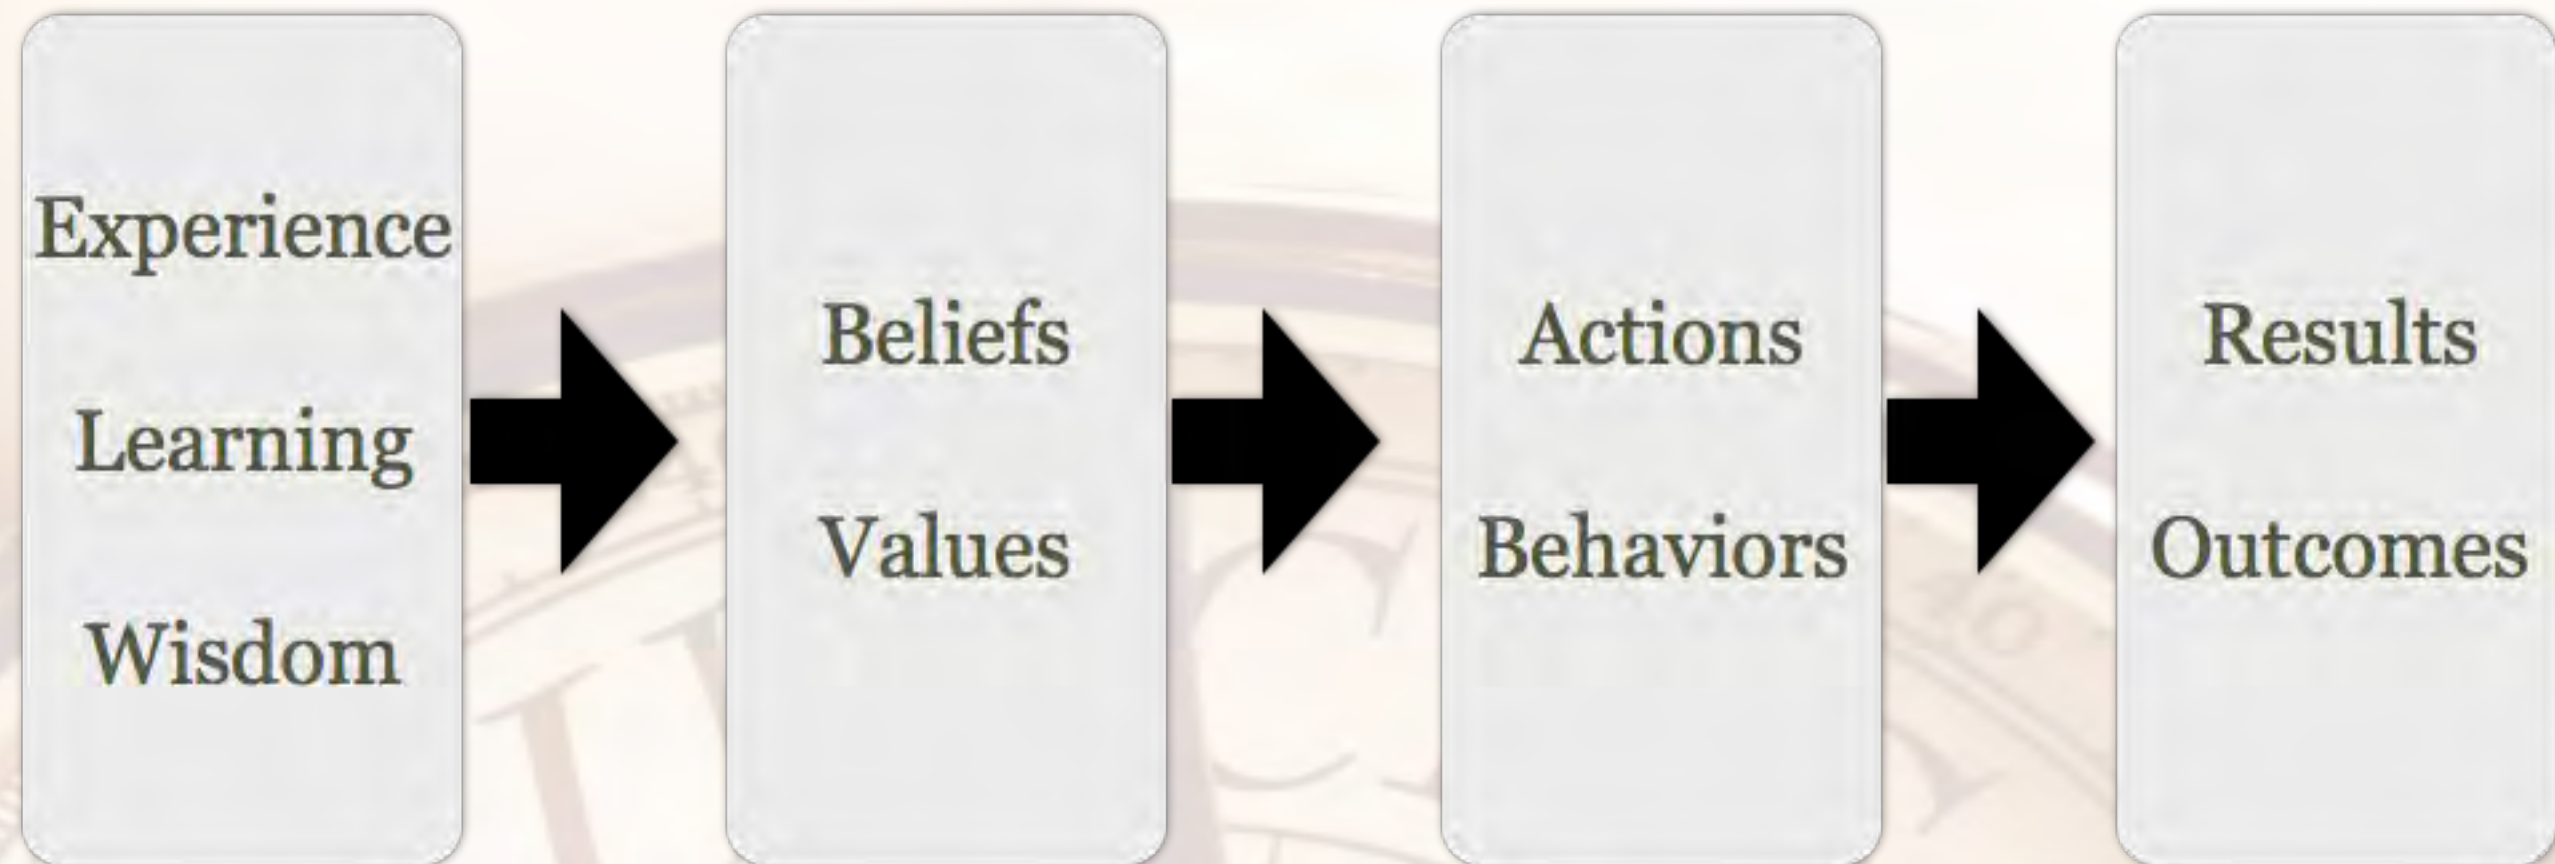 Experience
Learning
Wisdom
Beliefs
Values
Actions
Behaviors
Results
Outcomes